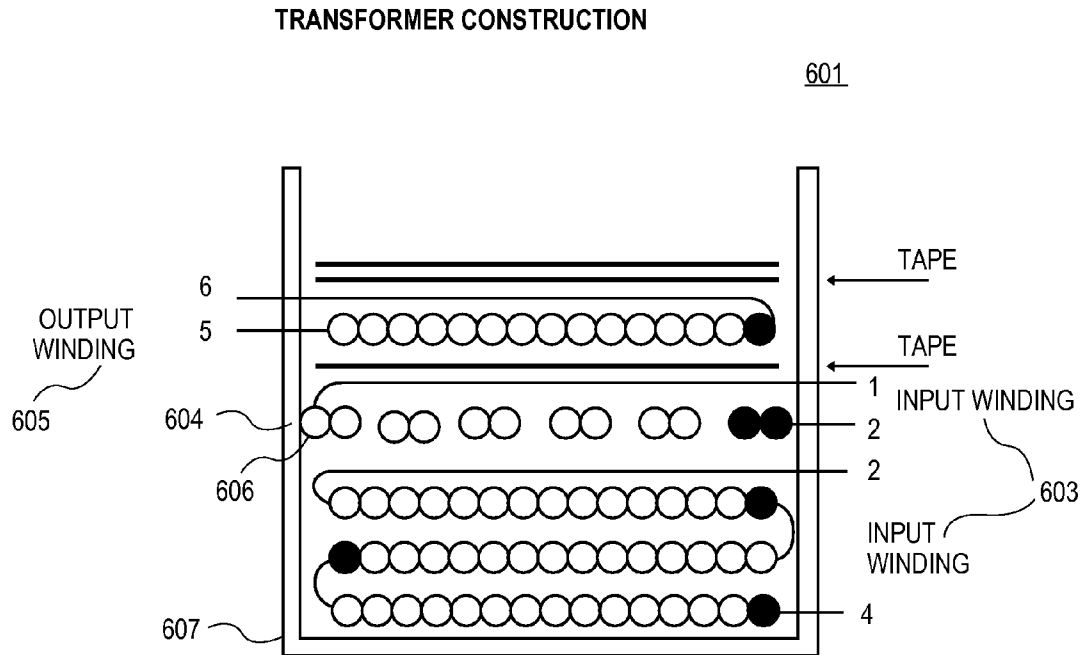 TRANSFORMER CONSTRUCTION
601
TAPE
6
OUTPUT
WINDING
5
TAPE
605
1
604
INPUT WINDING
2
606
2
603
INPUT
WINDING
607
4